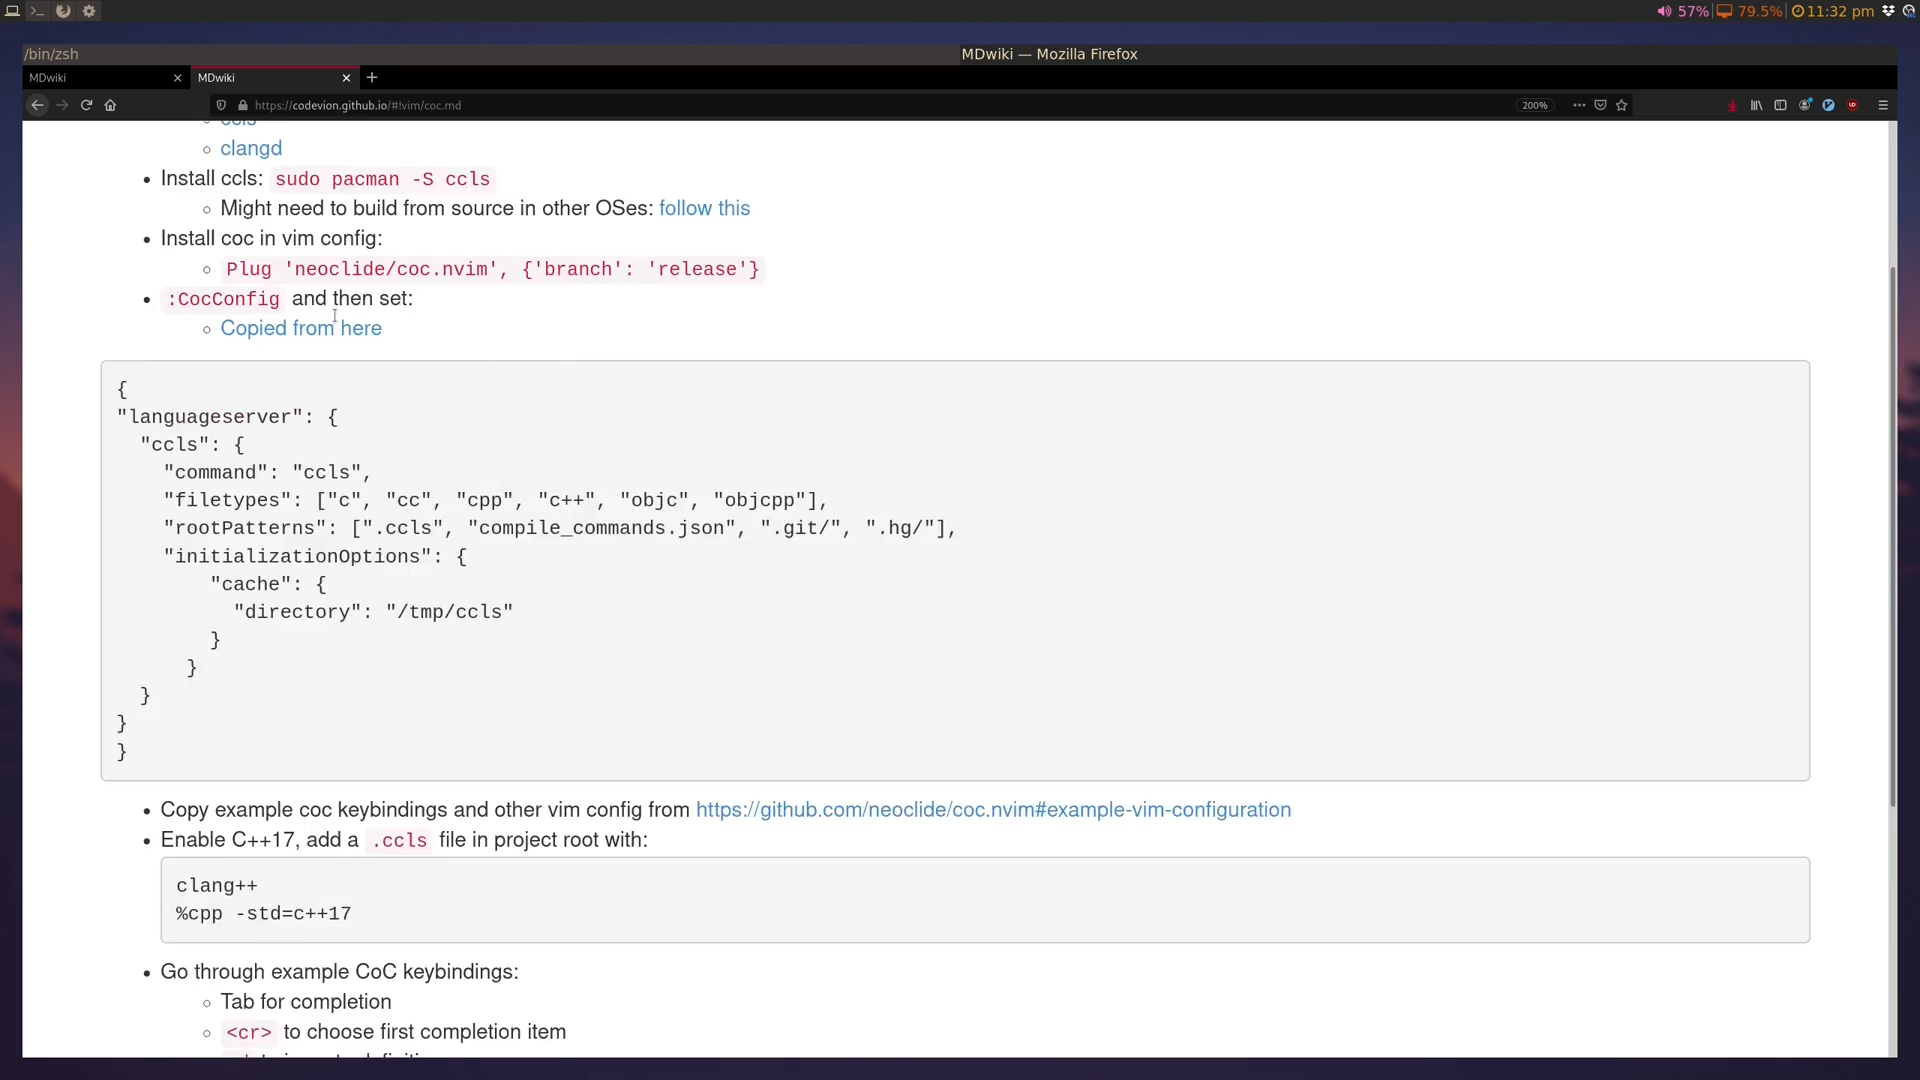 57% 79.5% 11:32 pm
/bin/zsh MDwiki — Mozilla Firefox
MDwiki MDwiki
https://codevion.github.io/#!vim/coc.md 200%
ccls
clangd
Install ccls: sudo pacman -S ccls
Might need to build from source in other OSes: follow this
Install coc in vim config:
Plug 'neoclide/coc.nvim', {'branch': 'release'}
:CocConfig and then set:
Copied from here
{
"languageserver": {
"ccls": {
"command": "ccls",
"filetypes": ["c", "cc", "cpp", "c++", "objc", "objcpp"],
"rootPatterns": [".ccls", "compile_commands.json", ".git/", ".hg/"],
"initializationOptions": {
"cache": {
"directory": "/tmp/ccls"
}
}
}
}
}
Copy example coc keybindings and other vim config from https://github.com/neoclide/coc.nvim#example-vim-configuration
Enable C++17, add a .ccls file in project root with:
clang++
%cpp -std=c++17
Go through example CoC keybindings:
Tab for completion
<cr> to choose first completion item